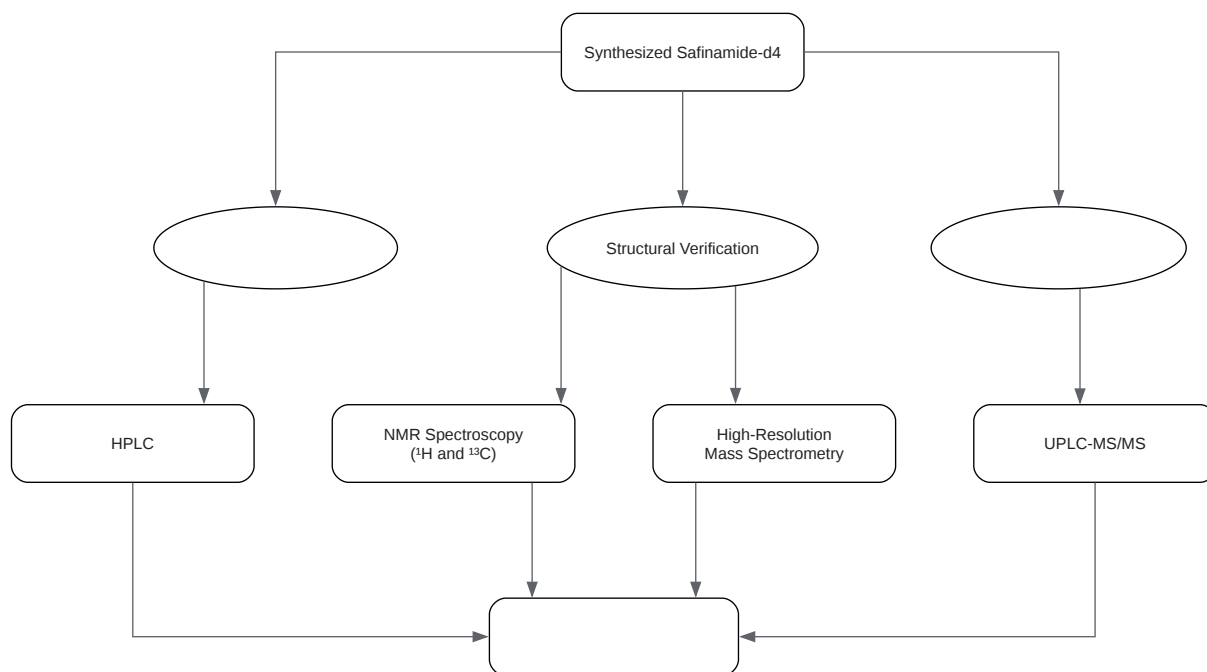 Synthesized Safinamide-d4
Structural Verification
HPLC
NMR Spectroscopy
(¹H and ¹³C)
High-Resolution
Mass Spectrometry
UPLC-MS/MS